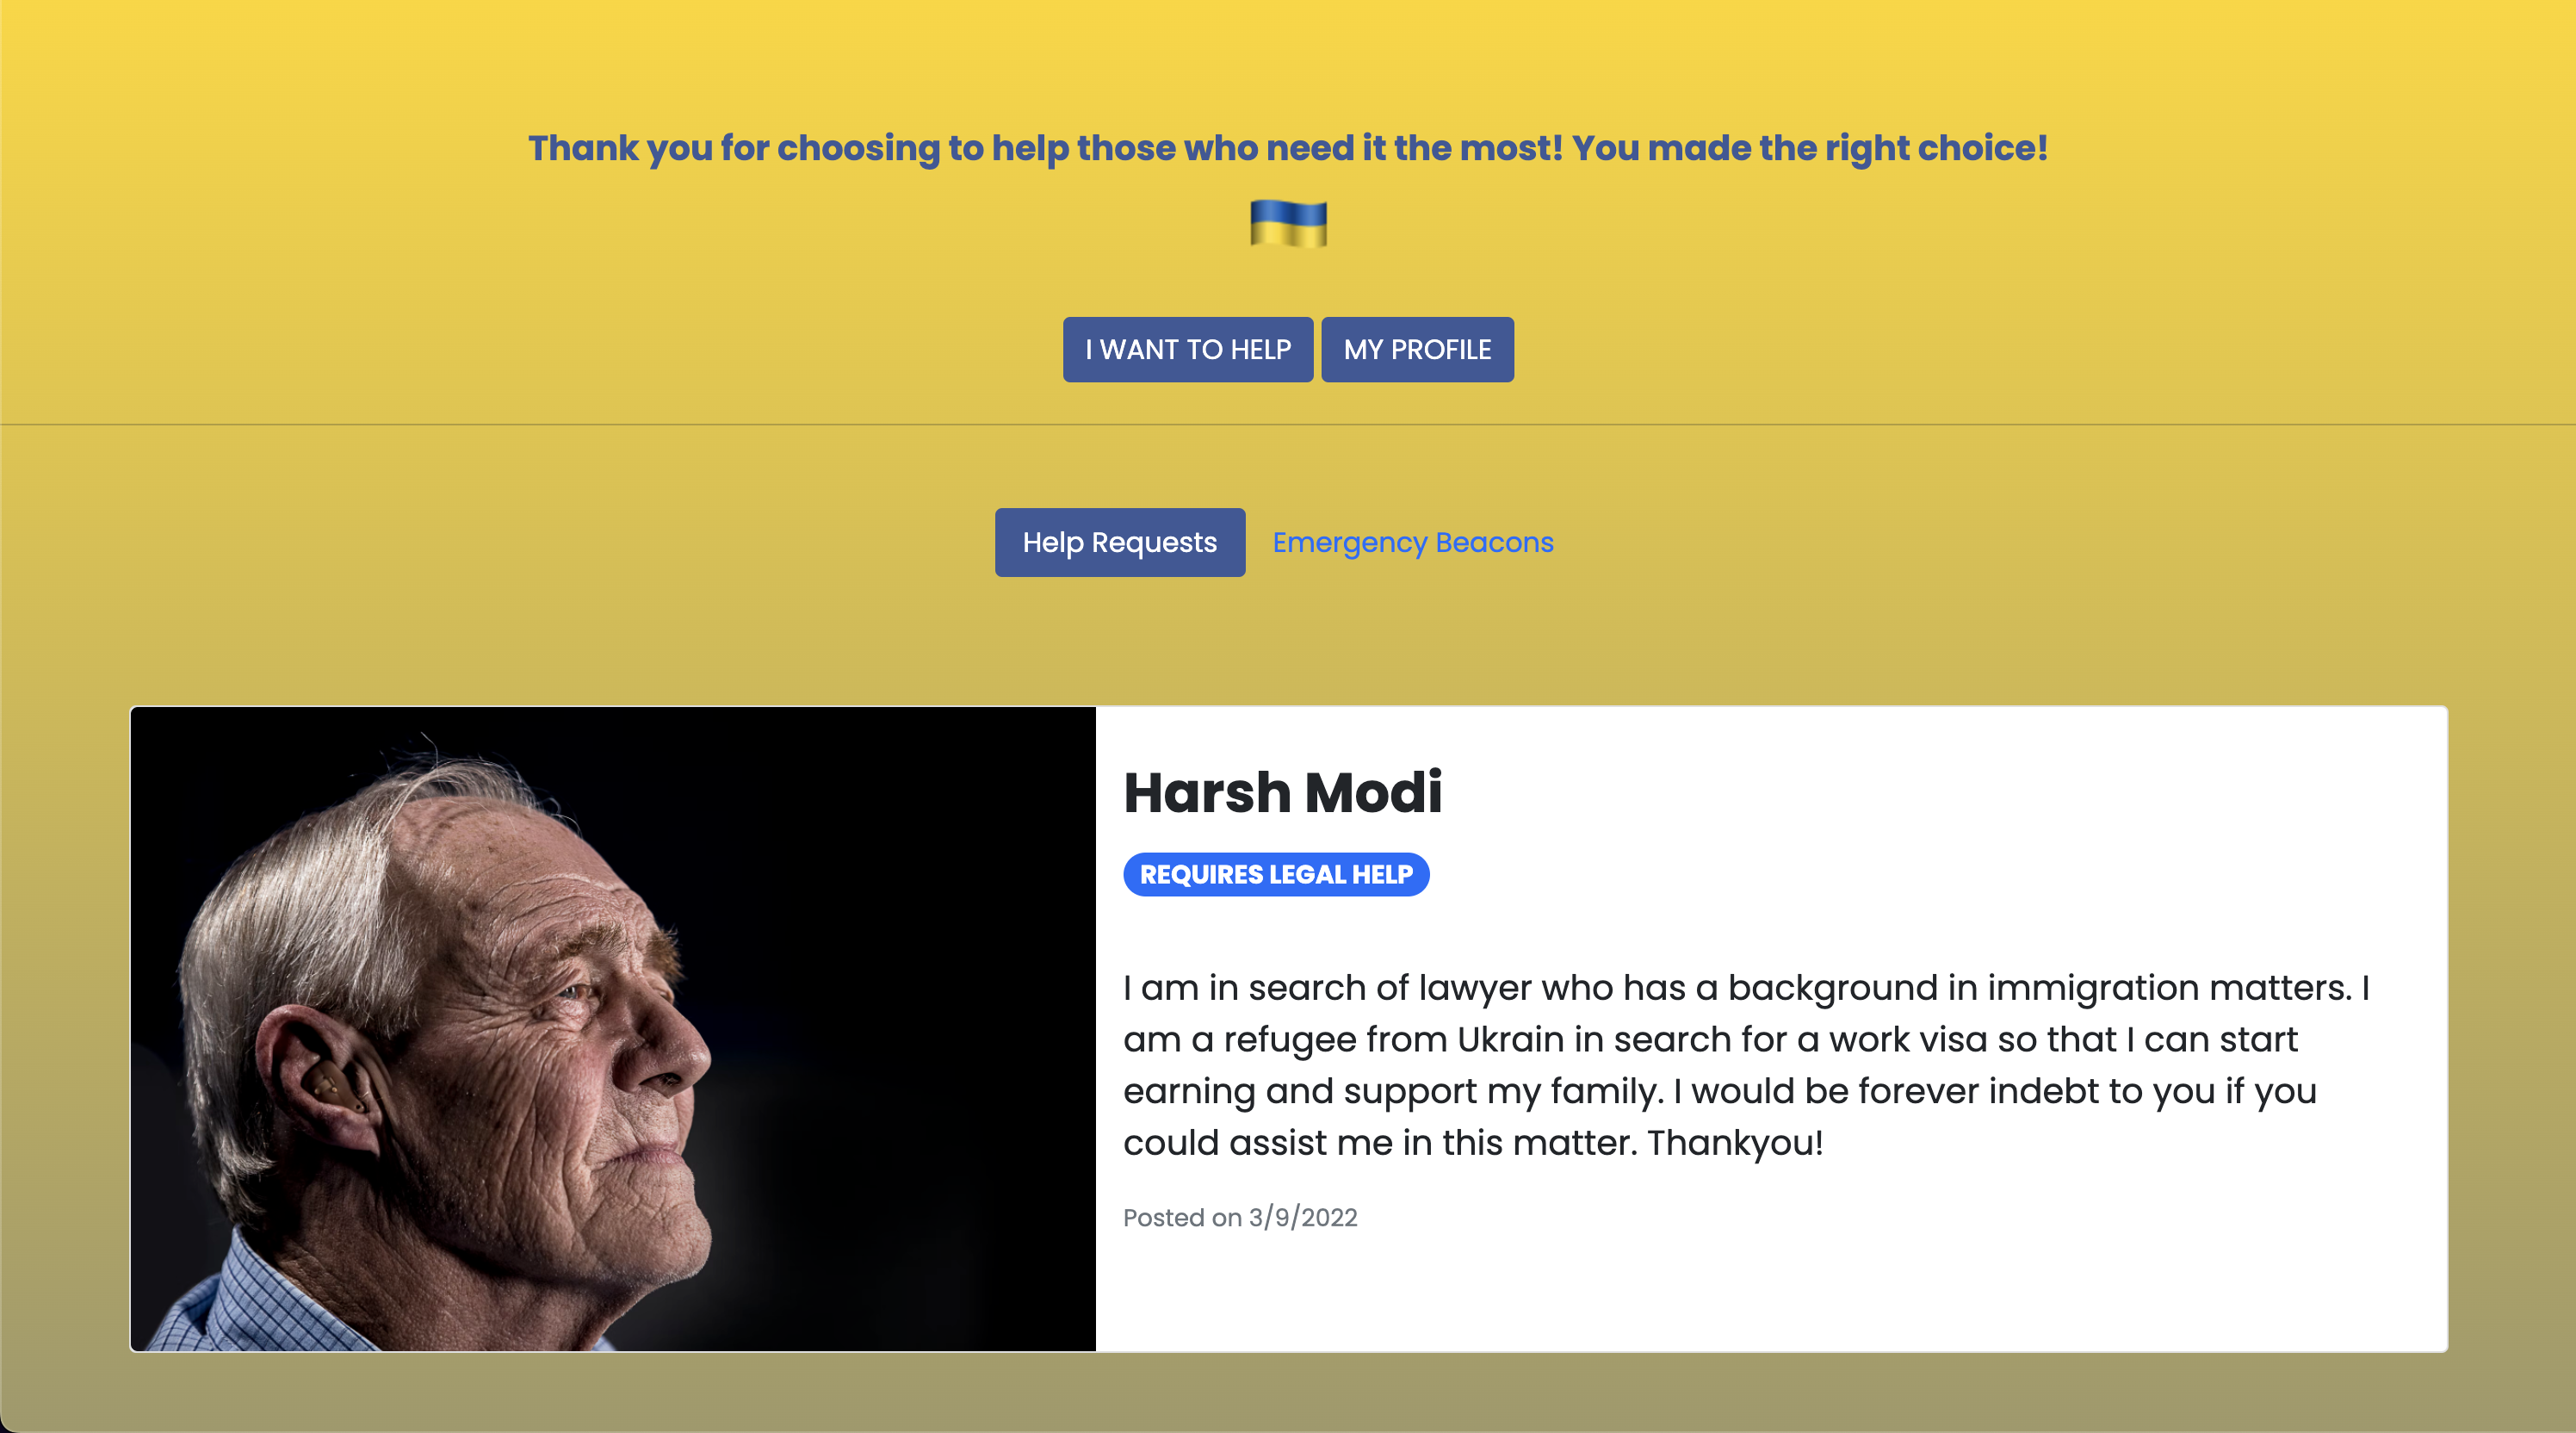 Thank you for choosing to help those who need it the most! You made the right choice!
I WANT TO HELP
MY PROFILE
Help Requests
Emergency Beacons
Harsh Modi
REQUIRES LEGAL HELP
I am in search of lawyer who has a background in immigration matters. I
am a refugee from Ukrain in search for a work visa so that I can start
earning and support my family. I would be forever indebt to you if you
could assist me in this matter. Thankyou!
Posted on 3/9/2022